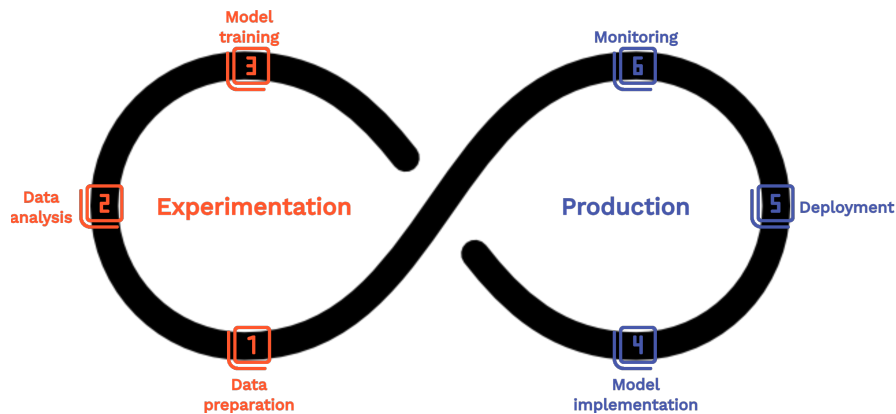 Model
training
3
Monitoring
6
Data
analysis
2
Experimentation
Production
5
Deployment
1
Data
preparation
4
Model
implementation